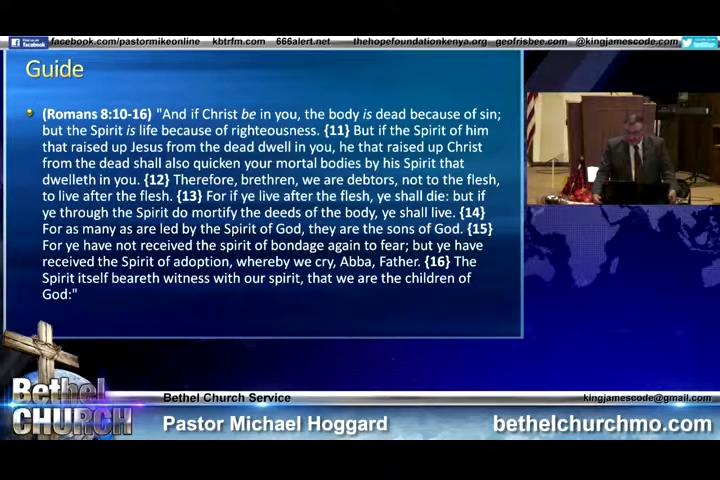 Find us on facebook
facebook.com/pastormikeonline kbtrfm.com 666alert.net thehopefoundationkenya.org geofrisbee.com @kingjamescode.com
Guide
(Romans 8:10-16) "And if Christ be in you, the body is dead because of sin;
but the Spirit is life because of righteousness. {11} But if the Spirit of him
that raised up Jesus from the dead dwell in you, he that raised up Christ
from the dead shall also quicken your mortal bodies by his Spirit that
dwelleth in you. {12} Therefore, brethren, we are debtors, not to the flesh,
to live after the flesh. {13} For if ye live after the flesh, ye shall die: but if
ye through the Spirit do mortify the deeds of the body, ye shall live. {14}
For as many as are led by the Spirit of God, they are the sons of God. {15}
For ye have not received the spirit of bondage again to fear; but ye have
received the Spirit of adoption, whereby we cry, Abba, Father. {16} The
Spirit itself beareth witness with our spirit, that we are the children of
God:"
Bethel
CHURCH
Bethel Church Service
kingjamescode@gmail.com
Pastor Michael Hoggard
bethelchurchmo.com